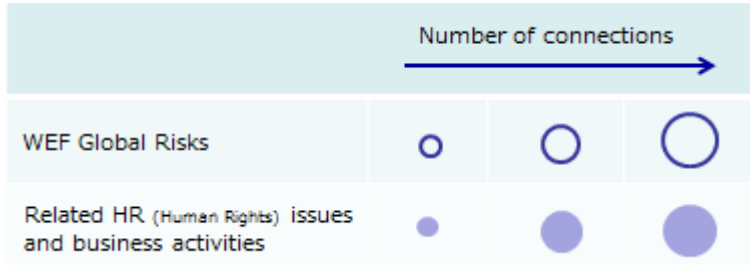 Number of connections
WEF Global Risks
Related HR (Human Rights) issues
and business activities